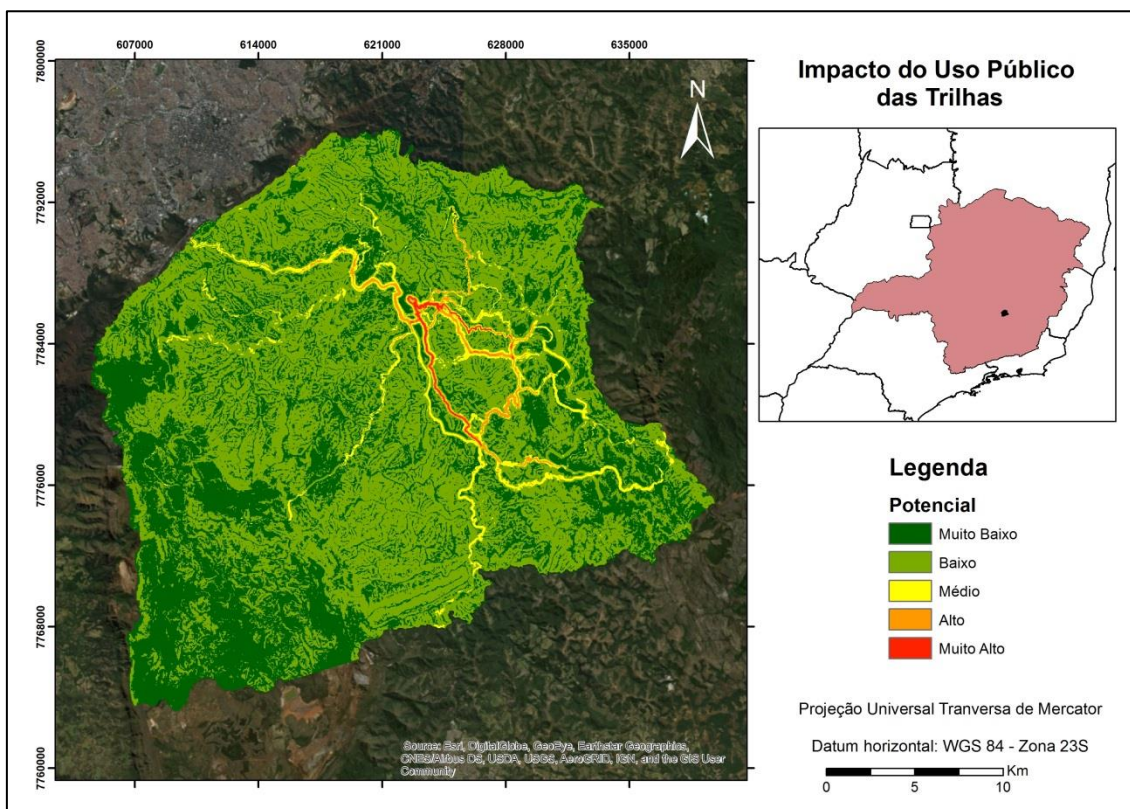 607000 614000 621000 628000 635000
7800000
7792000
7784000
7776000
7768000
7760000
N
Source: Esri, DigitalGlobe, GeoEye, Earthstar Geographics,
CNES/Airbus DS, USDA, USGS, AeroGRID, IGN, and the GIS User
Community
Impacto do Uso Público
das Trilhas
Legenda
Potencial
Muito Baixo
Baixo
Médio
Alto
Muito Alto
Projeção Universal Tranversa de Mercator
Datum horizontal: WGS 84 - Zona 23S
Km
0 5 10